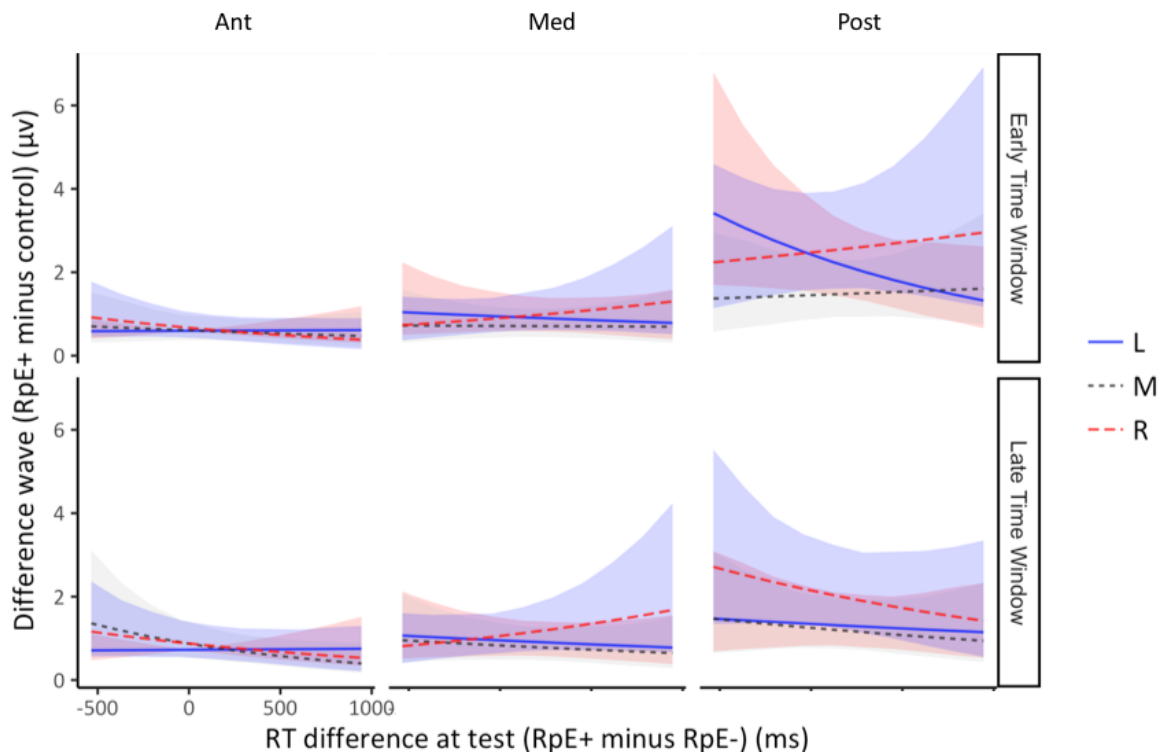 Ant Med Post
Difference wave (RpE+ minus control) (μv)
6
4
2
0
Early Time Window
6
4
2
0
Late Time Window
-500 0 500 1000
RT difference at test (RpE+ minus RpE-) (ms)
L
M
R